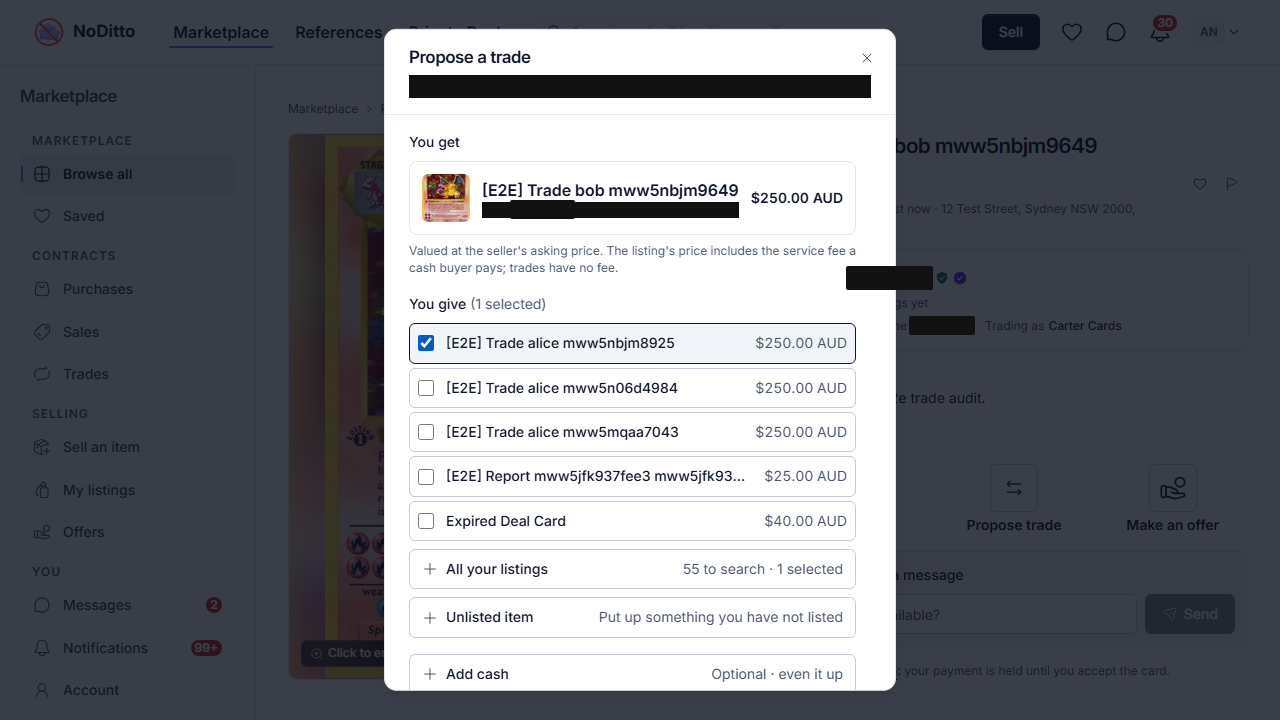 NoDitto
Marketplace
References
Sell
30
AN
Marketplace
MARKETPLACE
Browse all
Saved
CONTRACTS
Purchases
Sales
Trades
SELLING
Sell an item
My listings
Offers
YOU
Messages
2
Notifications
99+
Account
Marketplace
Propose a trade
You get
[E2E] Trade bob mww5nbjm9649
$250.00 AUD
Valued at the seller's asking price. The listing's price includes the service fee a
cash buyer pays; trades have no fee.
You give (1 selected)
[E2E] Trade alice mww5nbjm8925
$250.00 AUD
[E2E] Trade alice mww5n06d4984
$250.00 AUD
[E2E] Trade alice mww5mqaa7043
$250.00 AUD
[E2E] Report mww5jfk937fee3 mww5jfk93...
$25.00 AUD
Expired Deal Card
$40.00 AUD
All your listings
55 to search · 1 selected
Unlisted item
Put up something you have not listed
Add cash
Optional · even it up
bob mww5nbjm9649
st now · 12 Test Street, Sydney NSW 2000,
gs yet
Trading as Carter Cards
trade audit.
Propose trade
Make an offer
message
Send
your payment is held until you accept the card.
Click to